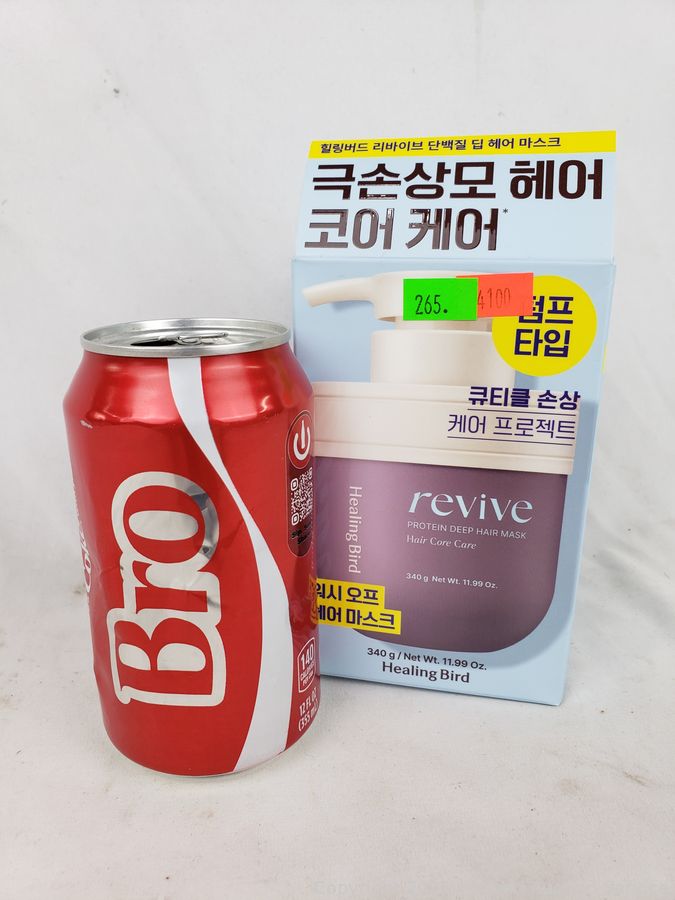 힐링버드 리바이브 단백질 딥 헤어 마스크
극손상모 헤어
코어 케어*
265.
4100
펌프
타입
큐티클 손상
케어 프로젝트
revive
PROTEIN DEEP HAIR MASK
Hair Core Care
Healing Bird
340 g Net Wt. 11.99 Oz.
워시 오프
헤어 마스크
340 g / Net Wt. 11.99 Oz.
Healing Bird
Bro
140
CALORIES
12 FL OZ
(355 mL)